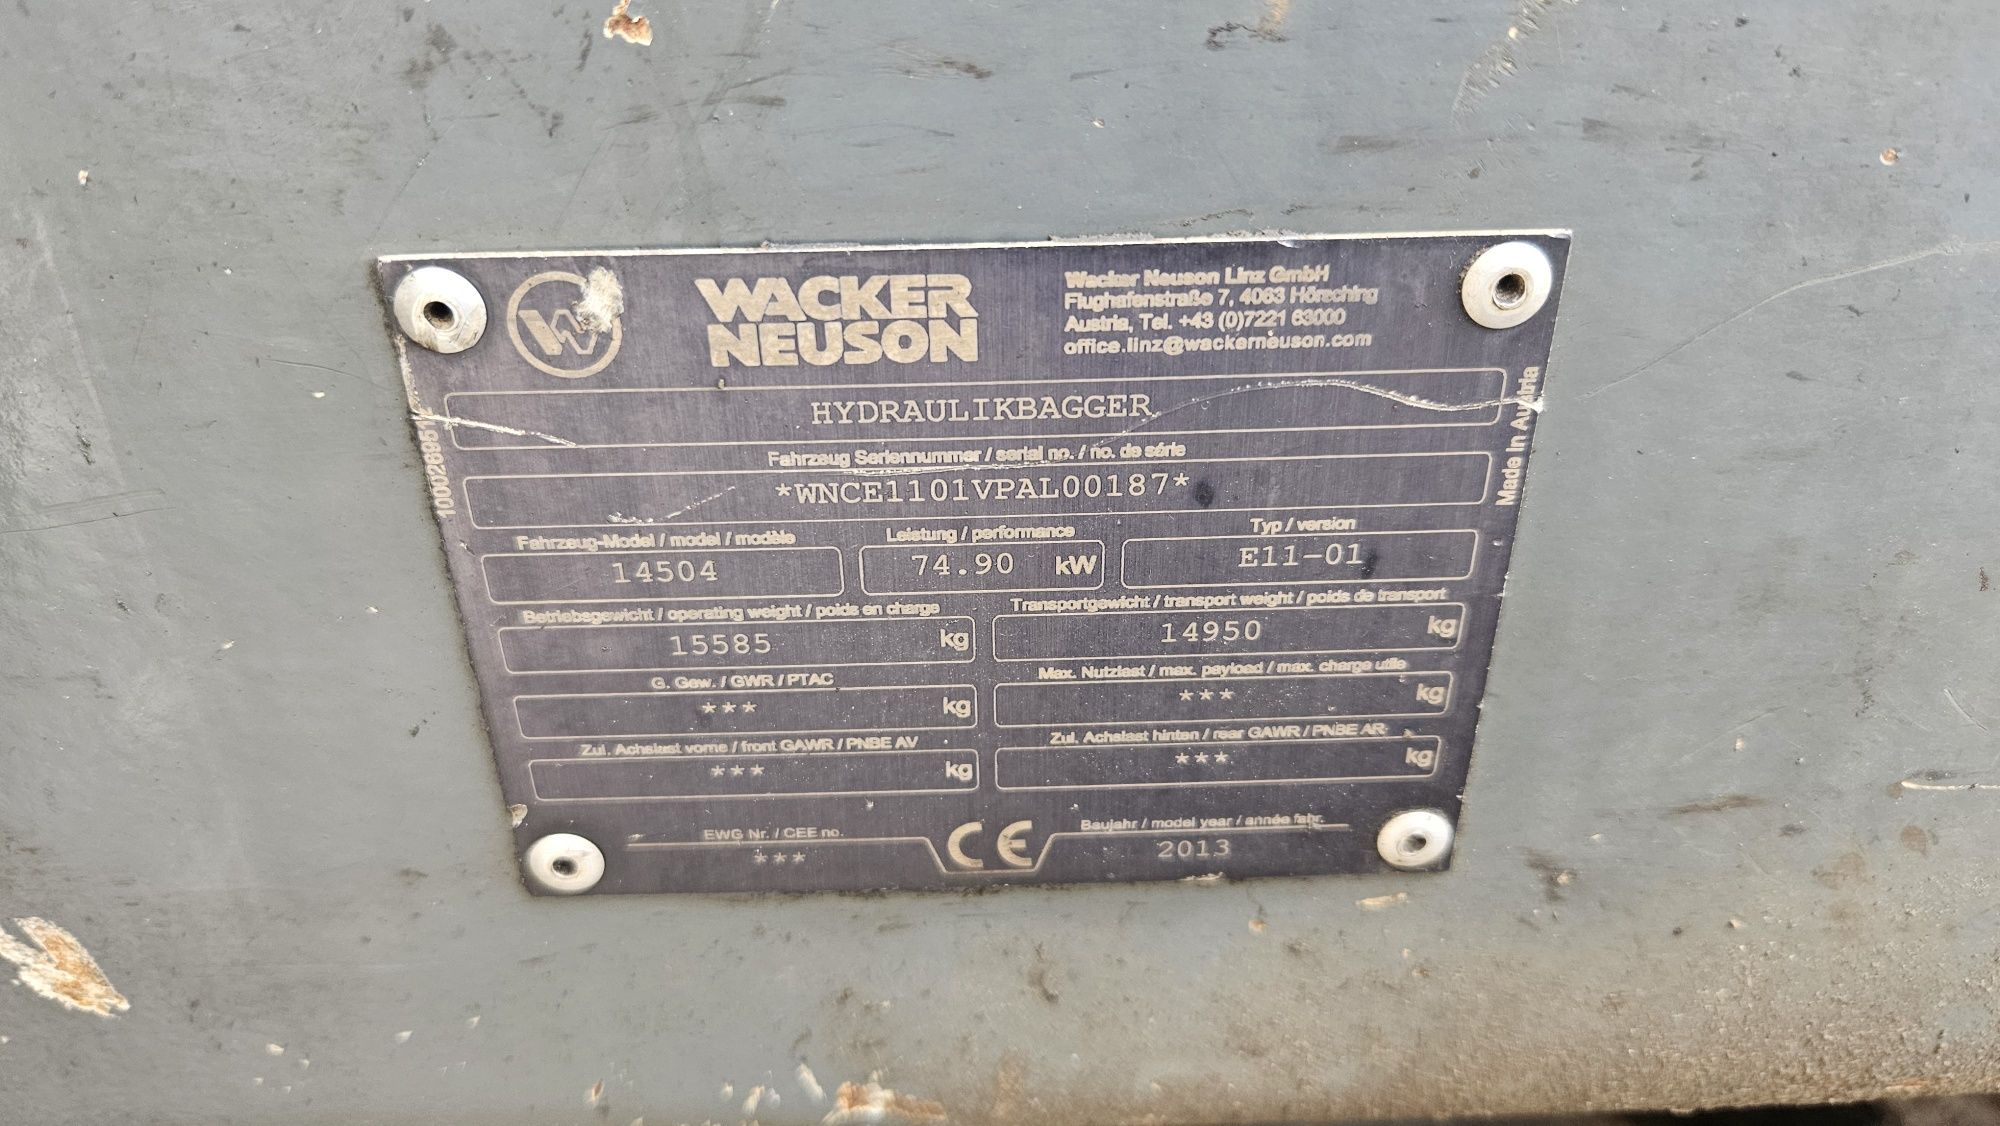 WACKER
NEUSON
Wacker Neuson Linz GmbH
Flughafenstraße 7, 4063 Hörsching
Austria, Tel. +43 (0)7221 63000
office.linz@wackerneuson.com
HYDRAULIKBAGGER
Fahrzeug Seriennummer / serial no. / no. de série
*WNCE1101VPAL00187*
Fahrzeug-Model / model / modèle
14504
Leistung / performance
74.90 kW
Typ / version
E11-01
Betriebsgewicht / operating weight / poids en charge
15585 kg
Transportgewicht / transport weight / poids de transport
14950 kg
G. Gew. / GWR / PTAC
*** kg
Max. Nutzlast / max. payload / max. charge utile
*** kg
Zul. Achslast vorne / front GAWR / PNBE AV
*** kg
Zul. Achslast hinten / rear GAWR / PNBE AR
*** kg
EWG Nr. / CEE no.
***
CE
Baujahr / model year / année fabr.
2013
Made in Austria